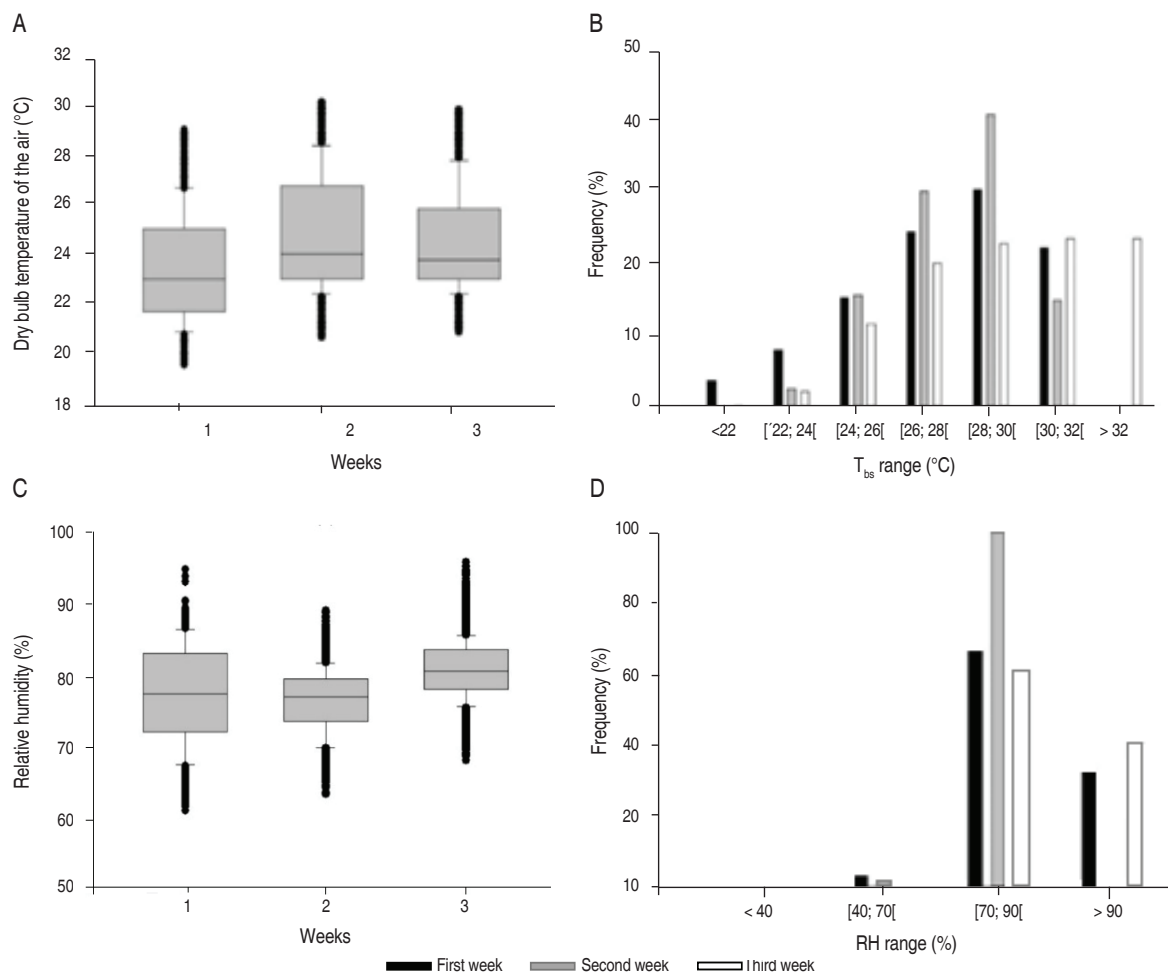 A
32
30
28
26
24
22
20
18
Dry bulb temperature of the air (°C)
1 2 3
Weeks
B
50
40
30
20
10
0
Frequency (%)
<22 [´22; 24[ [24; 26[ [26; 28[ [28; 30[ [30; 32[ > 32
Tbs range (°C)
C
100
90
80
70
60
50
Relative humidity (%)
1 2 3
Weeks
D
100
80
60
40
20
10
Frequency (%)
< 40 [40; 70[ [70; 90[ > 90
RH range (%)
First week Second week Third week